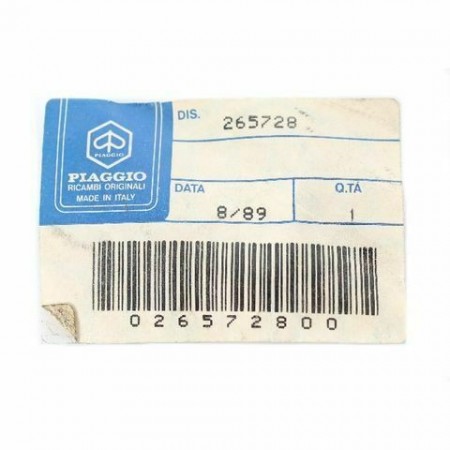 PIAGGIO
PIAGGIO
RICAMBI ORIGINALI
MADE IN ITALY
DIS. 265728
DATA Q.TÀ
8/89 1
026572800